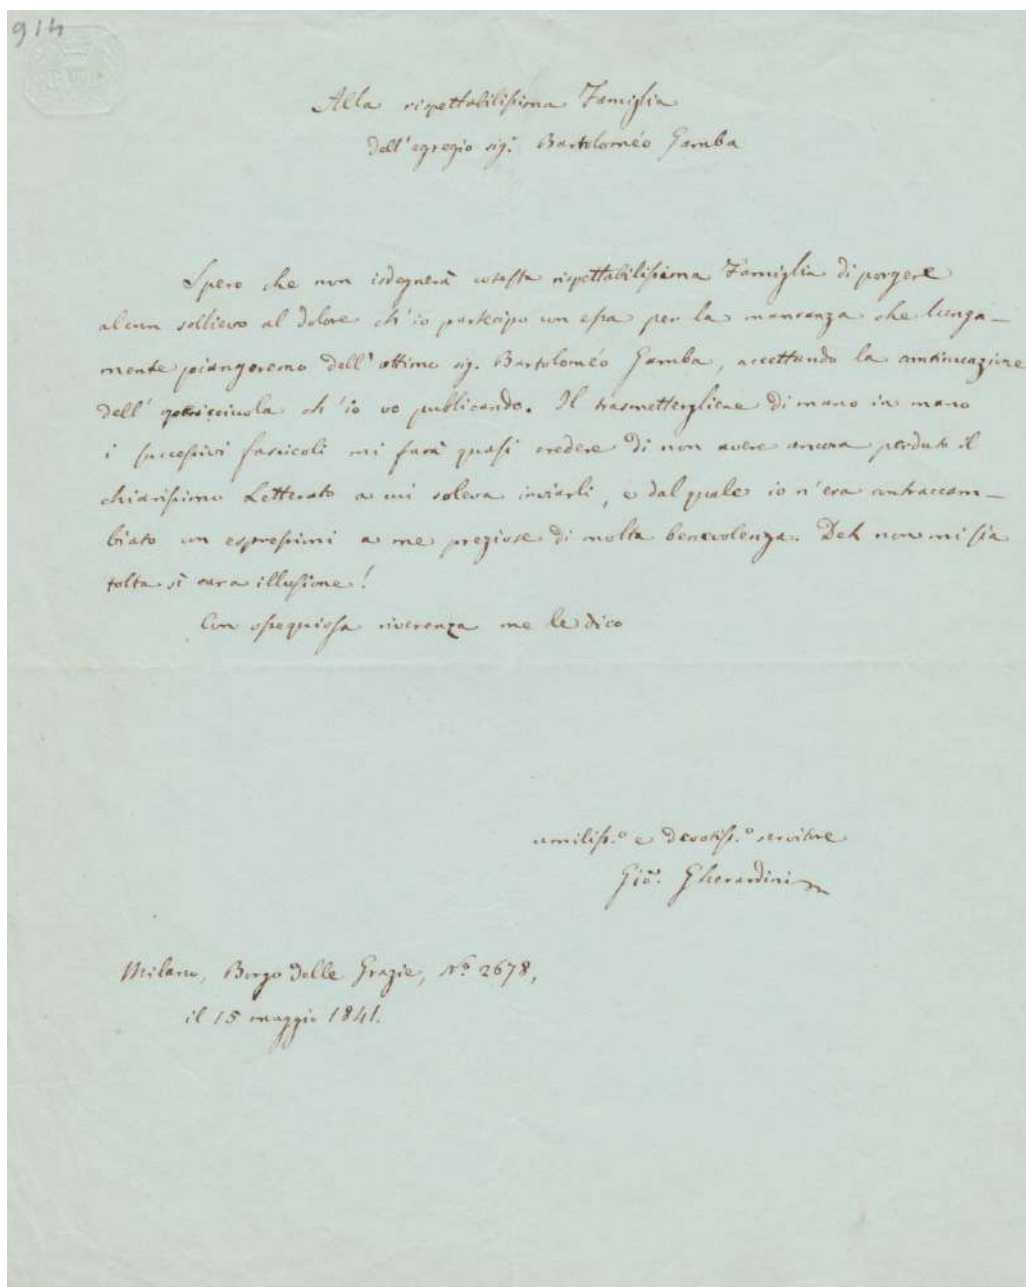 914
Alla rispettabilissima Famiglia
dell'egregio sig.r Bartoloméo Gamba
Spero che non isdegnerà cotesta rispettabilissima Famiglia di porgere
alcun sollievo al dolore ch'io partecipo con essa per la mancanza che lunga-
mente piangeremo dell'ottimo sig. Bartoloméo Gamba, accettando la continuazione
dell' ch'io vo publicando. Il trasmettergliene di mano in mano
i successivi fascicoli mi farà quasi credere di non avere ancora perduto il
chiarissimo Letterato a cui soleva inviarli, e dal quale io n'era contraccam-
biato con espressioni a me preziose di molta benevolenza. Deh non mi sia
tolta sì cara illusione!
Con ossequiosa riverenza me le dico
umiliss.o e devotiss.o servitore
Gio. Gherardini
Milano, Borgo delle Grazie, No. 2678,
il 15 maggio 1841.